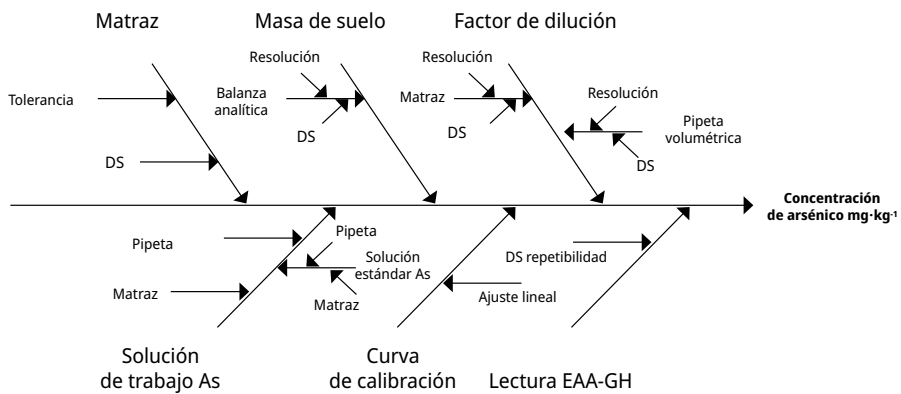 Matraz
Masa de suelo
Factor de dilución
Resolución
Balanza
analítica
DS
Tolerancia
DS
Resolución
Matraz
DS
Resolución
Pipeta
volumétrica
DS
Concentración
de arsénico mg·kg-1
Pipeta
Matraz
Pipeta
Solución
estándar As
Matraz
DS repetibilidad
Ajuste lineal
Solución
de trabajo As
Curva
de calibración
Lectura EAA-GH